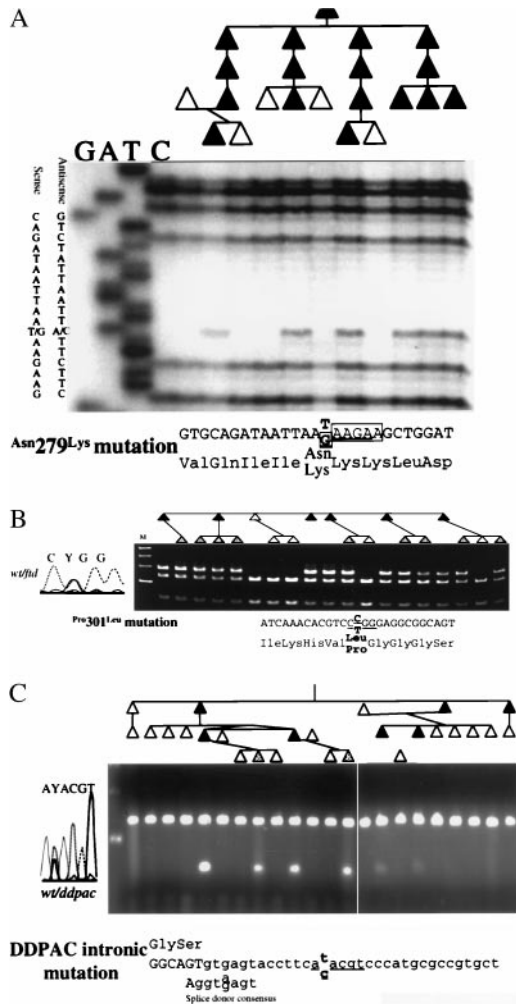 A
G A T C
Sense Antisense
C G
A T
G C
A T
T A
A T
A T
T A
T A
A T
A T
T/G A/C
A T
A T
G C
A T
A T
G C
T
GTGCAGATAATTAA AAGAAGCTGGAT
G
Asn279Lys mutation
Asn
ValGlnIleIle LysLysLeuAsp
Lys
B
C Y G G
wt/ftd
M
Pro301Leu mutation
C
ATCAAACACGTCC GGGAGGCGGCAGT
T
Leu
IleLysHisVal GlyGlyGlySer
Pro
C
AYACGT
wt/ddpac
DDPAC intronic mutation
GlySer
t
GGCAGTgtgagtaccttca acgtcccatgcgccgtgct
c
a
Aggt gagt
g
Splice donor consensus